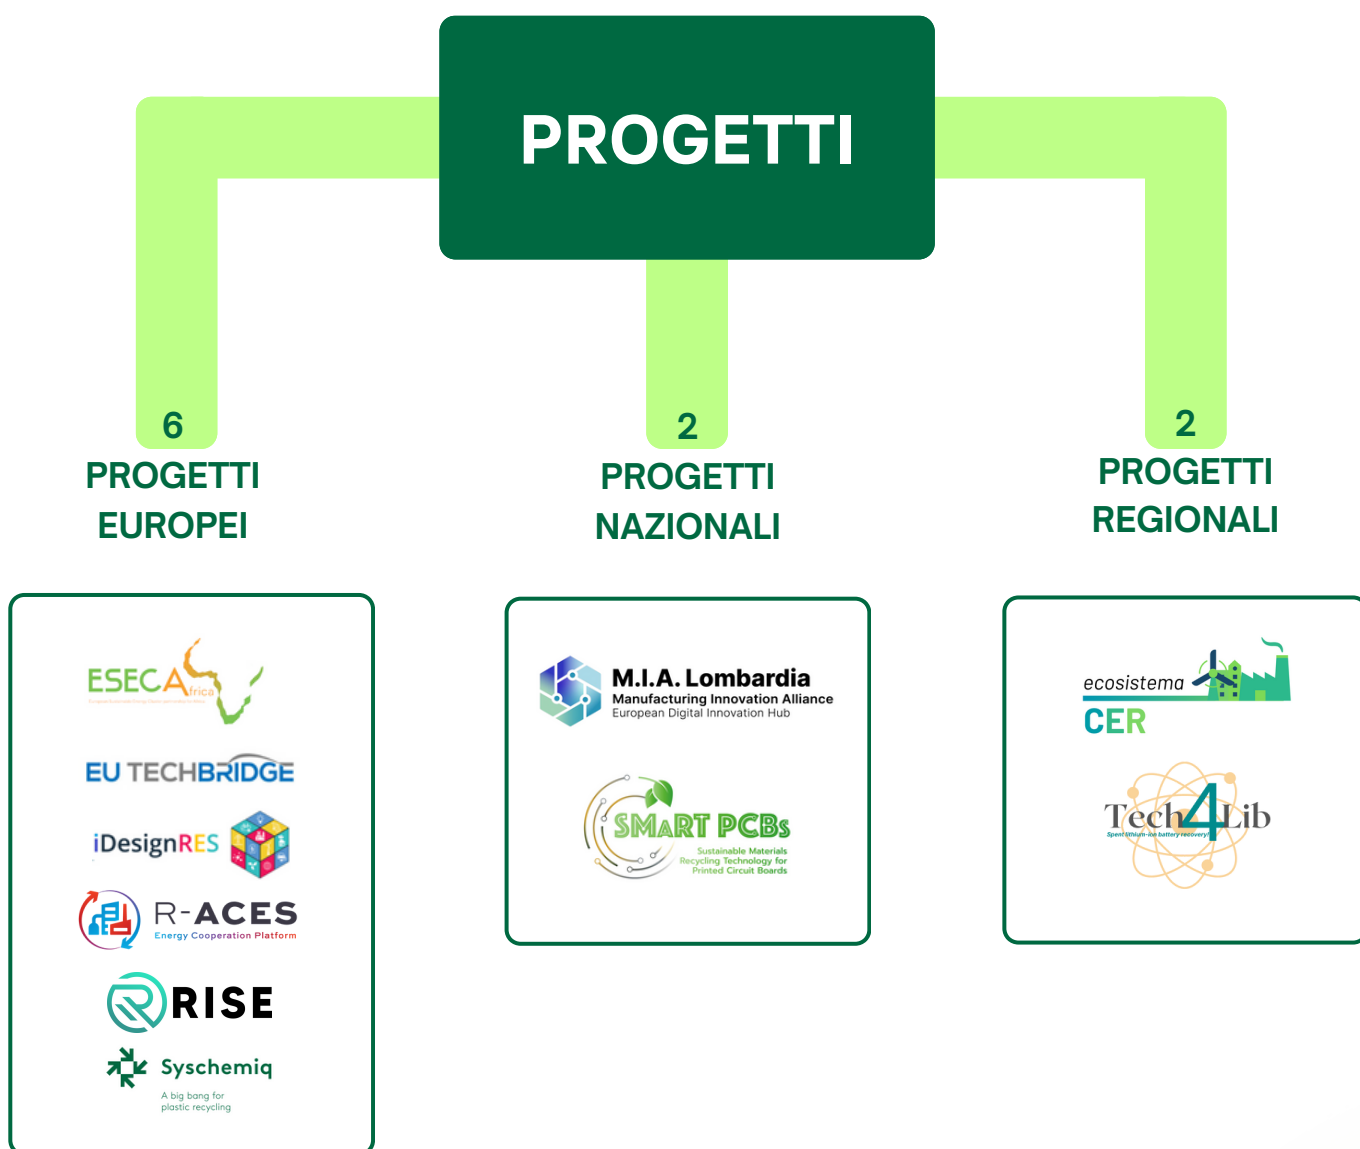 PROGETTI
6
PROGETTI
EUROPEI
ESECAfrica
EU TECHBRIDGE
iDesignRES
R-ACES
Energy Cooperation Platform
RISE
Syschemiq
A big bang for
plastic recycling
2
PROGETTI
NAZIONALI
M.I.A. Lombardia
Manufacturing Innovation Alliance
European Digital Innovation Hub
SMART PCBs
Sustainable Materials
Recycling Technology for
Printed Circuit Boards
2
PROGETTI
REGIONALI
ecosistema
CER
Tech4Lib
Spent lithium-ion battery recovery!